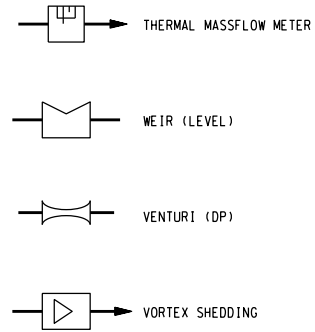 THERMAL MASSFLOW METER
WEIR (LEVEL)
VENTURI (DP)
VORTEX SHEDDING